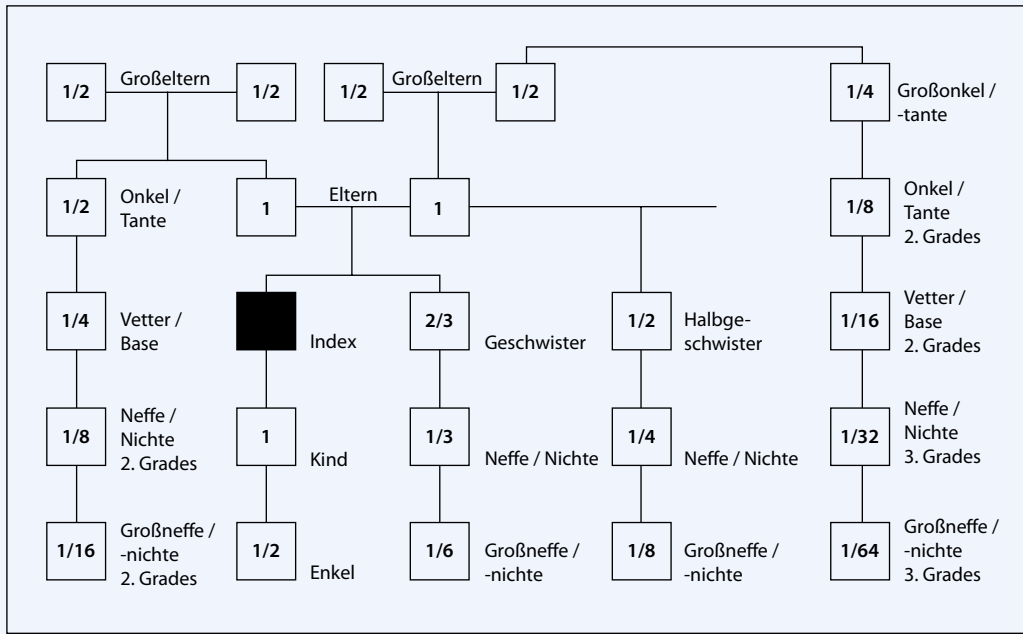 1/2
Großeltern
1/2
1/2
Großeltern
1/2
1/4
Großonkel /
-tante
1/2
Onkel /
Tante
1
Eltern
1
1/8
Onkel /
Tante
2. Grades
1/4
Vetter /
Base
Index
2/3
Geschwister
1/2
Halbge-
schwister
1/16
Vetter /
Base
2. Grades
1/8
Neffe /
Nichte
2. Grades
1
Kind
1/3
Neffe / Nichte
1/4
Neffe / Nichte
1/32
Neffe /
Nichte
3. Grades
1/16
Großneffe /
-nichte
2. Grades
1/2
Enkel
1/6
Großneffe /
-nichte
1/8
Großneffe /
-nichte
1/64
Großneffe /
-nichte
3. Grades